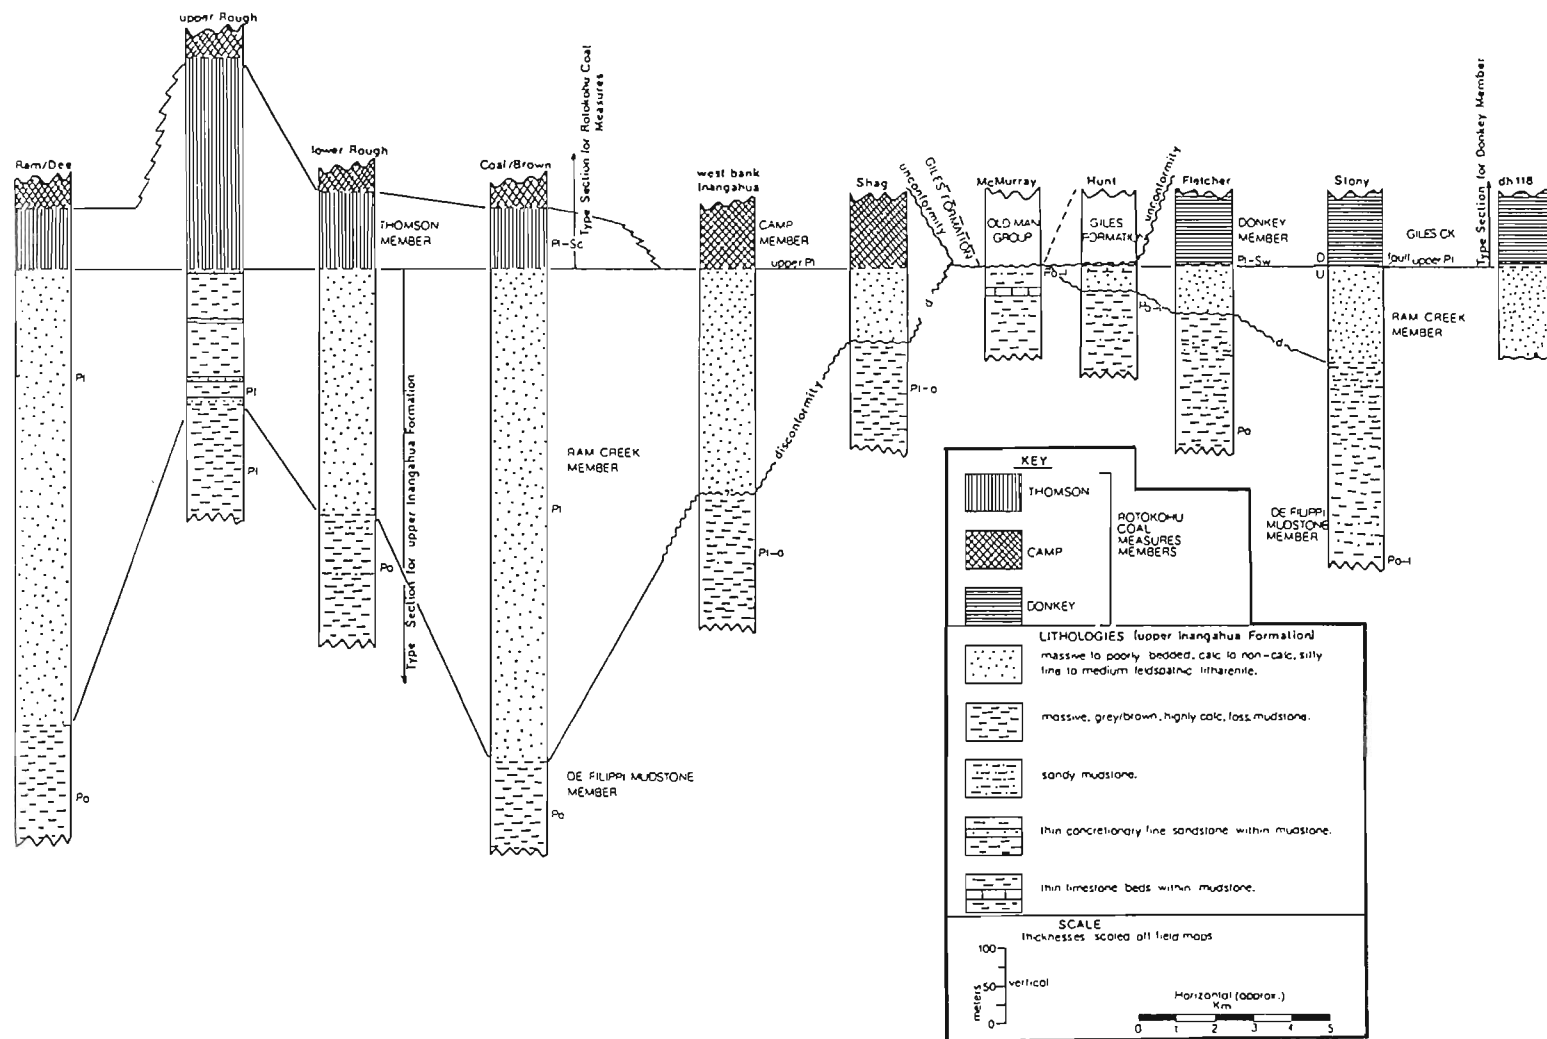 upper Rough
Ram/Dee
lower Rough
Coal/Brown
Type Section for Rotokohu Coal
Measures
west bank
Inangahua
Shag
unconformity
GILES FORMATION
McMurray
Hunt
unconformity
Fletcher
Stony
Type Section for Donkey Member
dh118
THOMSON
MEMBER
Pl-Sc
CAMP
MEMBER
upper Pl
OLD MAN
GROUP
GILES
FORMATION
DONKEY
MEMBER
Pl-Sw
GILES CK
fault
upper Pl
D
U
Pl
Pl
Pl
Type Section for upper Inangahua Formation
Po
RAM CREEK
MEMBER
Pl
disconformity
d
Pl-o
Pl-o
d
Po
RAM CREEK
MEMBER
DE FILIPPI
MUDSTONE
MEMBER
Po-l
Po
DE FILIPPI MUDSTONE
MEMBER
Po
KEY
THOMSON
CAMP
DONKEY
ROTOKOHU
COAL
MEASURES
MEMBERS
LITHOLOGIES (upper Inangahua Formation)
massive to poorly bedded, calc to non-calc, silty
fine to medium feldspathic litharenite.
massive, grey/brown, highly calc, foss, mudstone.
sandy mudstone.
thin concretionary fine sandstone within mudstone.
thin limestone beds within mudstone.
SCALE
thicknesses scaled off field maps
100
50
0
meters
vertical
Horizontal (approx.)
Km
0 1 2 3 4 5